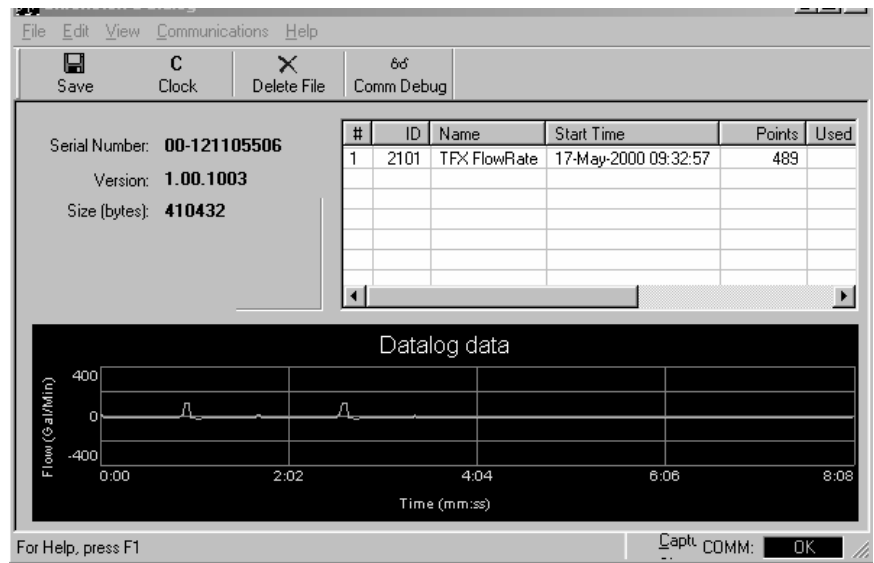 File Edit View Communications Help
C
Save Clock Delete File Comm Debug
Serial Number: 00-121105506
Version: 1.00.1003
Size (bytes): 410432
# ID Name Start Time Points Used
1 2101 TFX FlowRate 17-May-2000 09:32:57 489
Datalog data
Flow (Gal/Min)
400
0
-400
0:00 2:02 4:04 6:06 8:08
Time (mm:ss)
For Help, press F1
COMM: OK